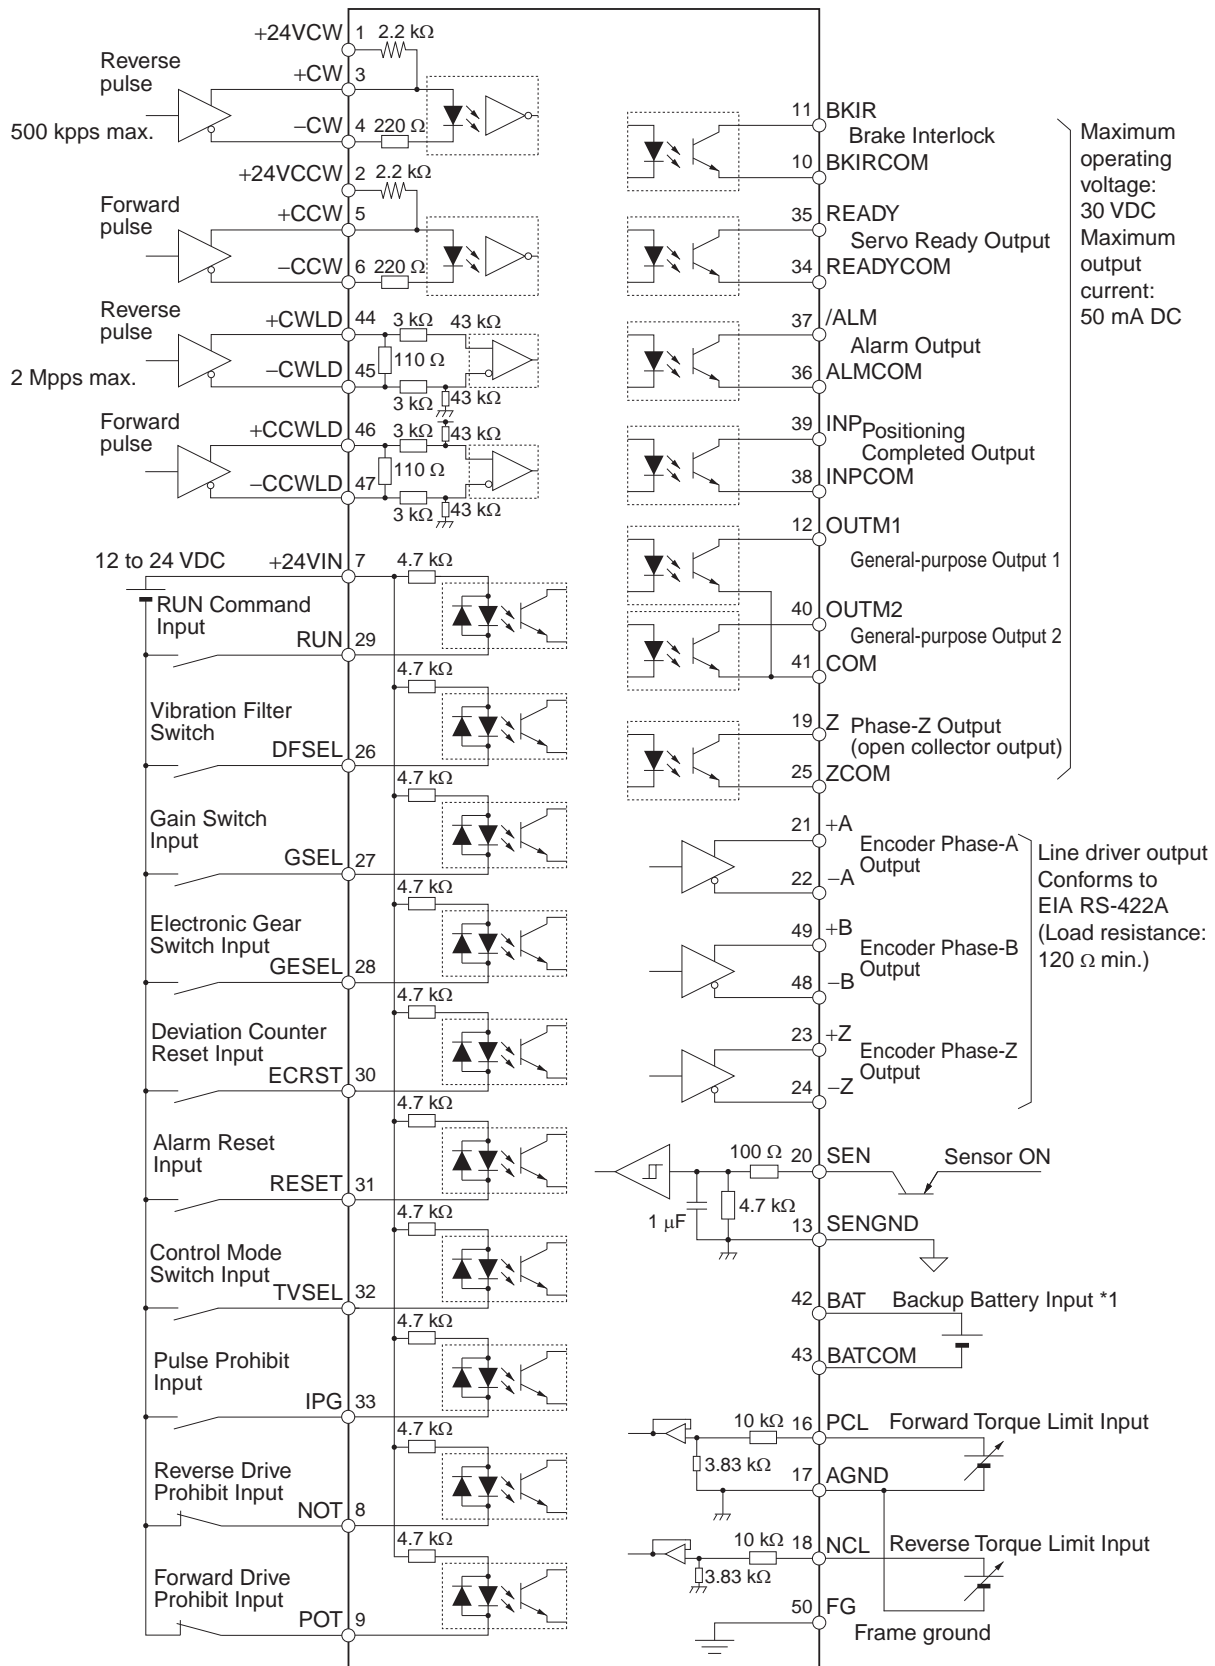 +24VCW 1 2.2 kΩ
Reverse
pulse
+CW 3
500 kpps max.
−CW 4 220 Ω
+24VCCW 2 2.2 kΩ
Forward
pulse
+CCW 5
−CCW 6 220 Ω
Reverse
pulse
+CWLD 44 3 kΩ 43 kΩ
110 Ω
2 Mpps max.
−CWLD 45
3 kΩ 43 kΩ
Forward
pulse
+CCWLD 46 3 kΩ 43 kΩ
110 Ω
−CCWLD 47
3 kΩ 43 kΩ
12 to 24 VDC +24VIN 7 4.7 kΩ
RUN Command
Input
RUN 29
4.7 kΩ
Vibration Filter
Switch
DFSEL 26
4.7 kΩ
Gain Switch
Input
GSEL 27
4.7 kΩ
Electronic Gear
Switch Input
GESEL 28
4.7 kΩ
Deviation Counter
Reset Input
ECRST 30
4.7 kΩ
Alarm Reset
Input
RESET 31
4.7 kΩ
Control Mode
Switch Input
TVSEL 32
4.7 kΩ
Pulse Prohibit
Input
IPG 33
4.7 kΩ
Reverse Drive
Prohibit Input
NOT 8
4.7 kΩ
Forward Drive
Prohibit Input
POT 9
11 BKIR
Brake Interlock
10 BKIRCOM
35 READY
Servo Ready Output
34 READYCOM
37 /ALM
Alarm Output
36 ALMCOM
39 INP Positioning
Completed Output
38 INPCOM
12 OUTM1
General-purpose Output 1
40 OUTM2
General-purpose Output 2
41 COM
19 Z Phase-Z Output
(open collector output)
25 ZCOM
Maximum
operating
voltage:
30 VDC
Maximum
output
current:
50 mA DC
21 +A
Encoder Phase-A
Output
22 −A
49 +B
Encoder Phase-B
Output
48 −B
23 +Z
Encoder Phase-Z
Output
24 −Z
Line driver output
Conforms to
EIA RS-422A
(Load resistance:
120 Ω min.)
100 Ω 20 SEN Sensor ON
4.7 kΩ
1 μF
13 SENGND
42 BAT Backup Battery Input *1
43 BATCOM
10 kΩ 16 PCL Forward Torque Limit Input
3.83 kΩ
17 AGND
10 kΩ 18 NCL Reverse Torque Limit Input
3.83 kΩ
50 FG
Frame ground